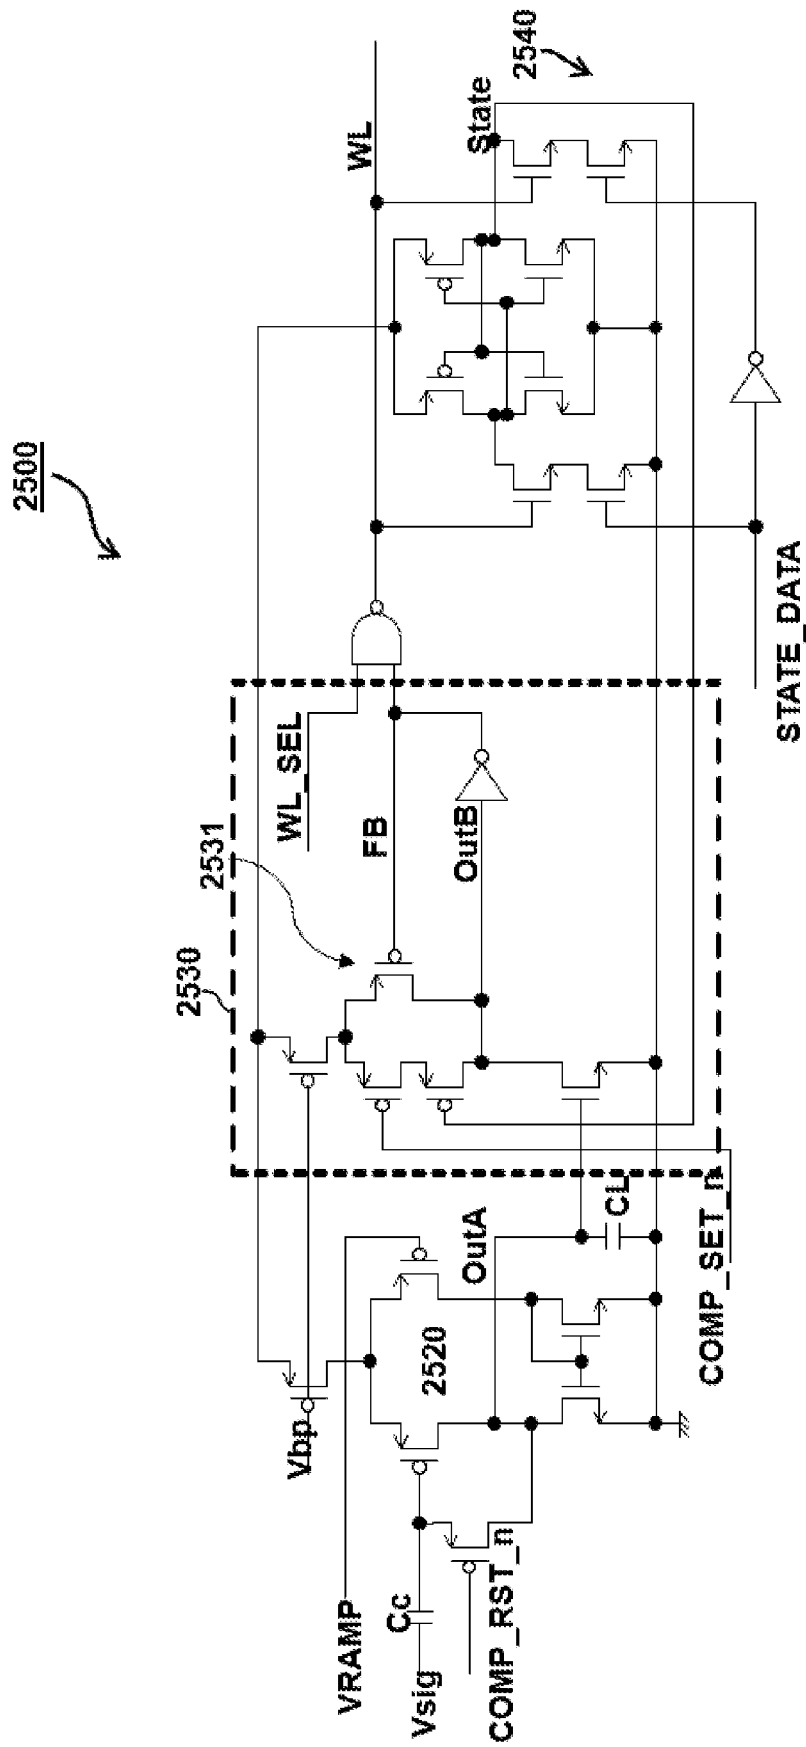 2500
2540
State
WL
2530
2531
WL_SEL
FB
OutB
STATE_DATA
Vbp
VRAMP
Cc
Vsig
COMP_RST_n
2520
OutA
CL
COMP_SET_n